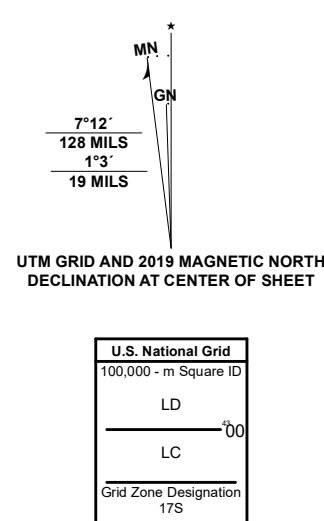 ★
MN
GN
7°12´
128 MILS
1°3´
19 MILS
UTM GRID AND 2019 MAGNETIC NORTH
DECLINATION AT CENTER OF SHEET
U.S. National Grid
100,000 - m Square ID
LD
4300
LC
Grid Zone Designation
17S